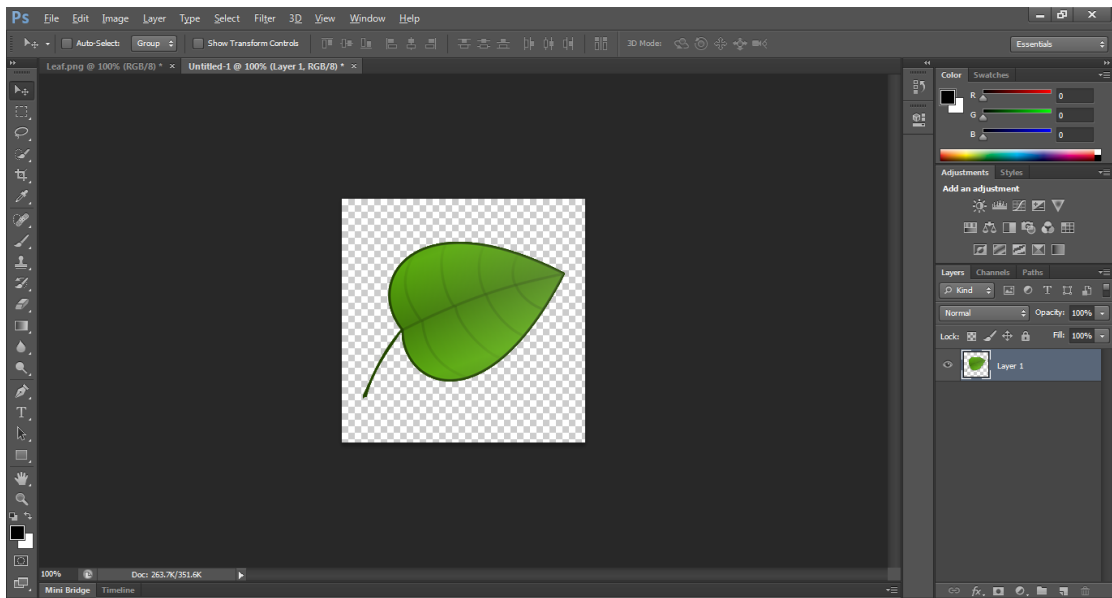 Ps File Edit Image Layer Type Select Filter 3D View Window Help
Auto-Select: Group Show Transform Controls 3D Mode: Essentials
Leaf.png @ 100% (RGB/8) * × Untitled-1 @ 100% (Layer 1, RGB/8) * ×
Color Swatches
R 0
G 0
B 0
Adjustments Styles
Add an adjustment
Layers Channels Paths
Kind T
Normal Opacity: 100%
Lock: Fill: 100%
Layer 1
T
100% Doc: 263.7K/351.6K
Mini Bridge Timeline
fx.